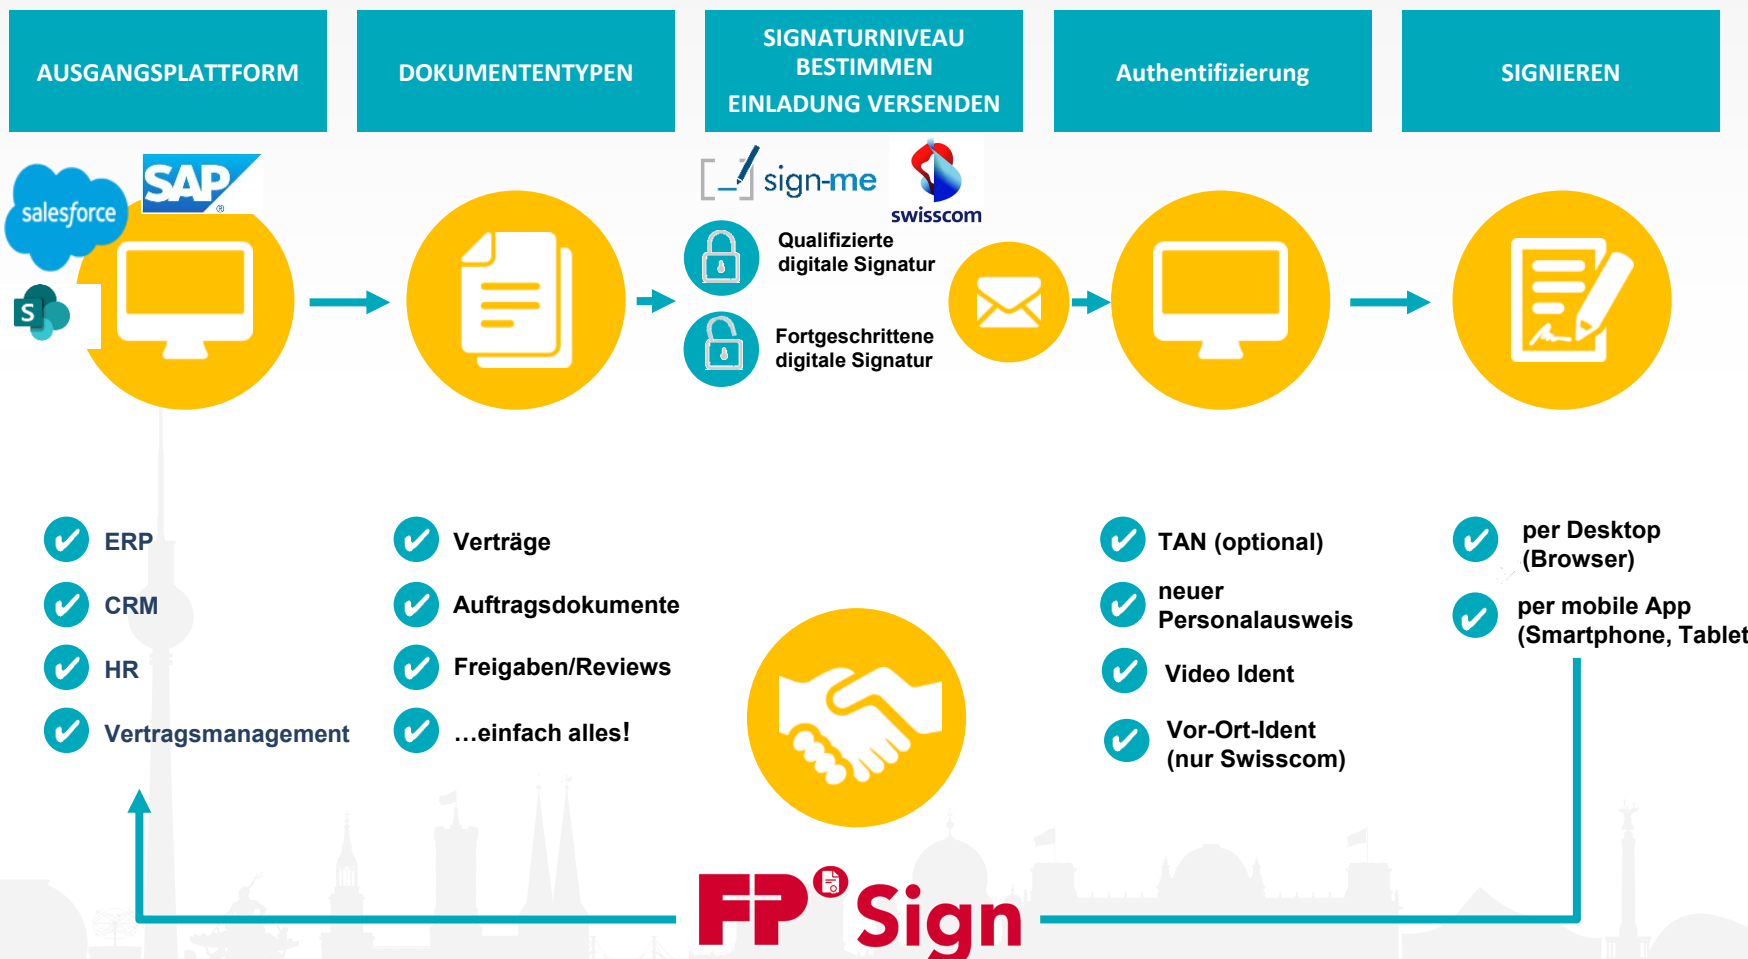 AUSGANGSPLATTFORM
DOKUMENTENTYPEN
SIGNATURNIVEAU
BESTIMMEN
EINLADUNG VERSENDEN
Authentifizierung
SIGNIEREN
salesforce
SAP
®
S
sign-me
swisscom
Qualifizierte
digitale Signatur
Fortgeschrittene
digitale Signatur
ERP
CRM
HR
Vertragsmanagement
Verträge
Auftragsdokumente
Freigaben/Reviews
...einfach alles!
TAN (optional)
neuer
Personalausweis
Video Ident
Vor-Ort-Ident
(nur Swisscom)
per Desktop
(Browser)
per mobile App
(Smartphone, Tablet
FP Sign